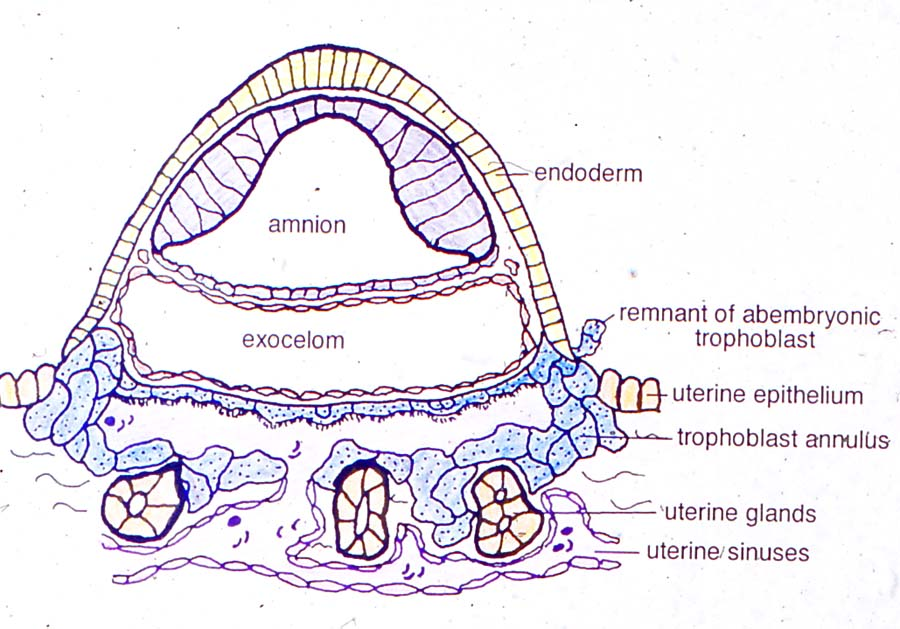 endoderm
amnion
remnant of abembryonic
trophoblast
exocelom
uterine epithelium
trophoblast annulus
uterine glands
uterine sinuses